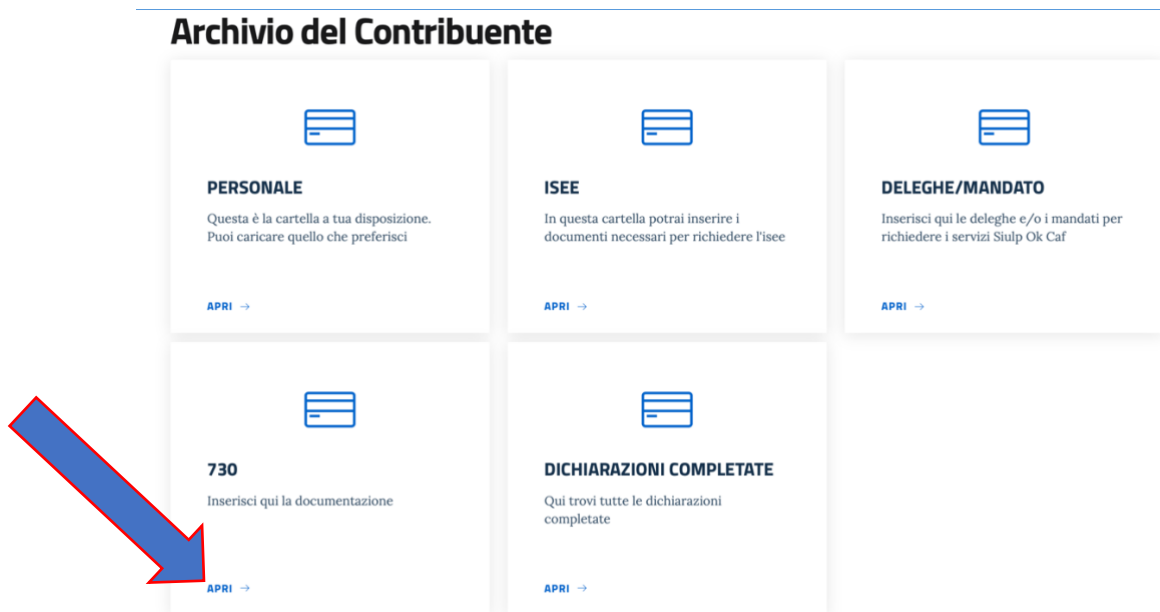 Archivio del Contribuente
PERSONALE
Questa è la cartella a tua disposizione.
Puoi caricare quello che preferisci
APRI →
ISEE
In questa cartella potrai inserire i
documenti necessari per richiedere l'isee
APRI →
DELEGHE/MANDATO
Inserisci qui le deleghe e/o i mandati per
richiedere i servizi Siulp Ok Caf
APRI →
730
Inserisci qui la documentazione
APRI →
DICHIARAZIONI COMPLETATE
Qui trovi tutte le dichiarazioni
completate
APRI →